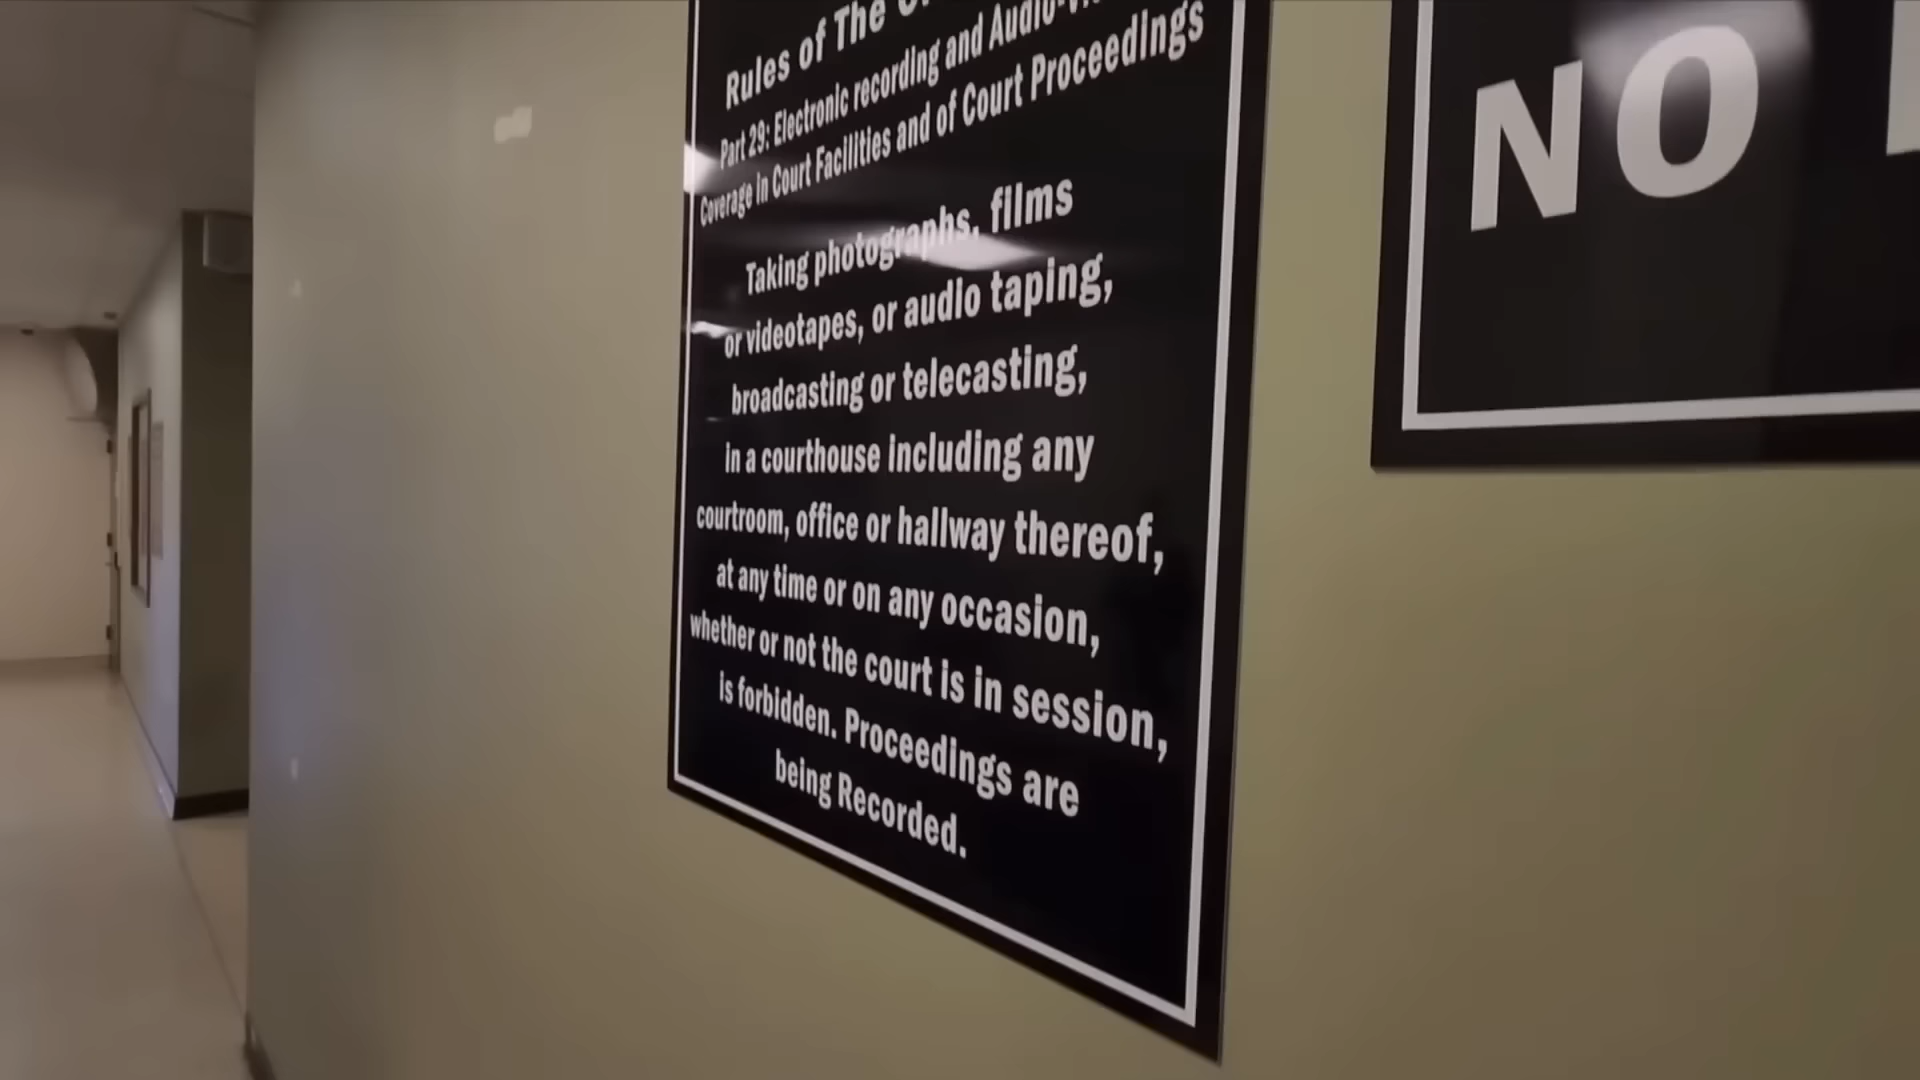 Rules of The
Part 29: Electronic recording and
Coverage in Court Facilities and of Court Proceedings
Taking photographs, films
or videotapes, or audio taping,
broadcasting or telecasting,
in a courthouse including any
courtroom, office or hallway thereof,
at any time or on any occasion,
whether or not the court is in session,
is forbidden. Proceedings are
being Recorded.
NO